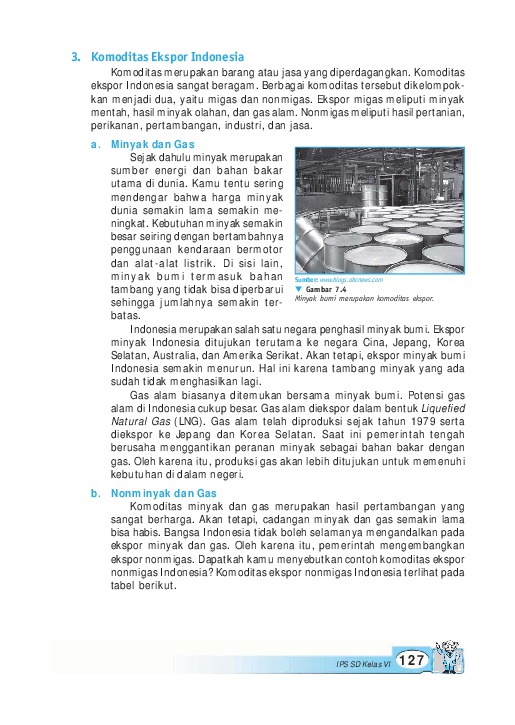 3. Komoditas Ekspor Indonesia
Komoditas merupakan barang atau jasa yang diperdagangkan. Komoditas
ekspor Indonesia sangat beragam. Berbagai komoditas tersebut dikelompok-
kan menjadi dua, yaitu migas dan nonmigas. Ekspor migas meliputi minyak
mentah, hasil minyak olahan, dan gas alam. Nonmigas meliputi hasil pertanian,
perikanan, pertambangan, industri, dan jasa.
a. Minyak dan Gas
Sejak dahulu minyak merupakan
sumber energi dan bahan bakar
utama di dunia. Kamu tentu sering
mendengar bahwa harga minyak
dunia semakin lama semakin me-
ningkat. Kebutuhan minyak semakin
besar seiring dengan bertambahnya
penggunaan kendaraan bermotor
dan alat-alat listrik. Di sisi lain,
minyak bumi termasuk bahan
tambang yang tidak bisa diperbarui
sehingga jumlahnya semakin ter-
batas.
Sumber: www.blogs.abcnews.com
▼ Gambar 7.4
Minyak bumi merupakan komoditas ekspor.
Indonesia merupakan salah satu negara penghasil minyak bumi. Ekspor
minyak Indonesia ditujukan terutama ke negara Cina, Jepang, Korea
Selatan, Australia, dan Amerika Serikat. Akan tetapi, ekspor minyak bumi
Indonesia semakin menurun. Hal ini karena tambang minyak yang ada
sudah tidak menghasilkan lagi.
Gas alam biasanya ditemukan bersama minyak bumi. Potensi gas
alam di Indonesia cukup besar. Gas alam diekspor dalam bentuk Liquefied
Natural Gas (LNG). Gas alam telah diproduksi sejak tahun 1979 serta
diekspor ke Jepang dan Korea Selatan. Saat ini pemerintah tengah
berusaha menggantikan peranan minyak sebagai bahan bakar dengan
gas. Oleh karena itu, produksi gas akan lebih ditujukan untuk memenuhi
kebutuhan di dalam negeri.
b. Nonminyak dan Gas
Komoditas minyak dan gas merupakan hasil pertambangan yang
sangat berharga. Akan tetapi, cadangan minyak dan gas semakin lama
bisa habis. Bangsa Indonesia tidak boleh selamanya mengandalkan pada
ekspor minyak dan gas. Oleh karena itu, pemerintah mengembangkan
ekspor nonmigas. Dapatkah kamu menyebutkan contoh komoditas ekspor
nonmigas Indonesia? Komoditas ekspor nonmigas Indonesia terlihat pada
tabel berikut.
IPS SD Kelas VI 127